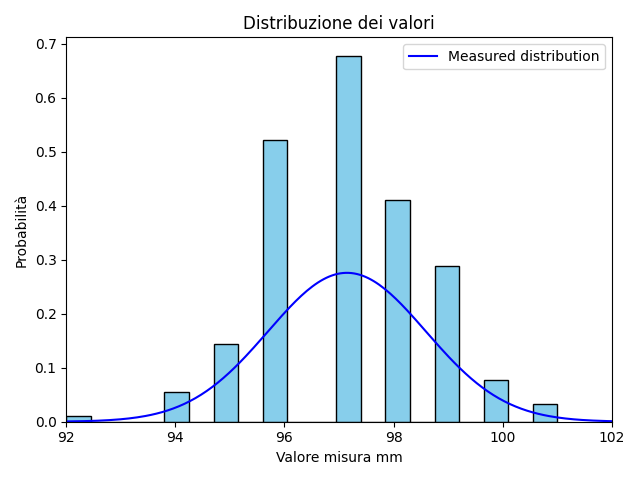 Distribuzione dei valori
Measured distribution
0.7
0.6
0.5
0.4
0.3
0.2
0.1
0.0
Probabilità
92 94 96 98 100 102
Valore misura mm